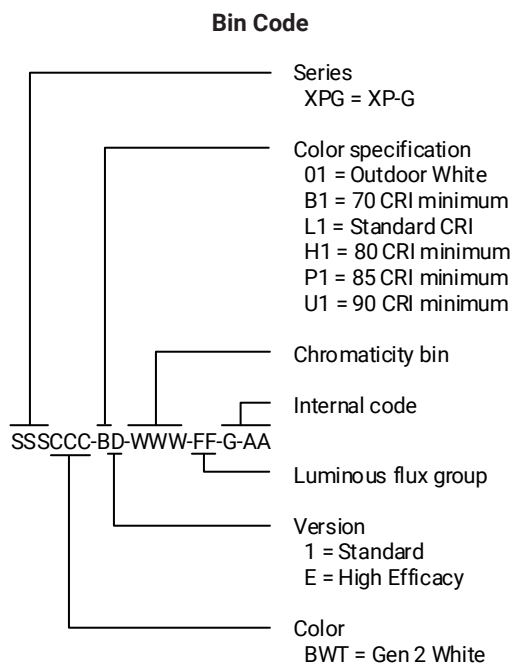 Bin Code
Series
XPG = XP-G
Color specification
01 = Outdoor White
B1 = 70 CRI minimum
L1 = Standard CRI
H1 = 80 CRI minimum
P1 = 85 CRI minimum
U1 = 90 CRI minimum
Chromaticity bin
Internal code
SSSCCC-BD-WWW-FF-G-AA
Luminous flux group
Version
1 = Standard
E = High Efficacy
Color
BWT = Gen 2 White